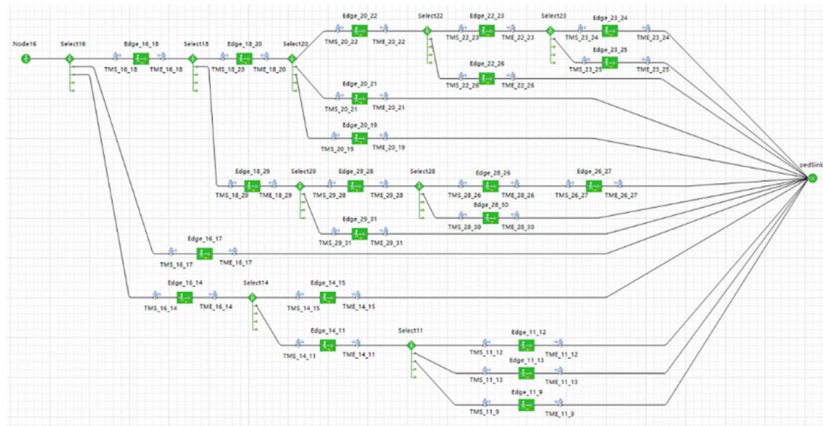 Edge_20_22 Select22 Edge_22_23 Select23 Edge_23_24
Node16 Select16 Edge_16_18 Select18 Edge_18_20 Select20 TMS_20_22 TME_20_22 TMS_22_23 TME_22_23 TMS_23_24 TME_23_24
Edge_23_25
TMS_16_18 TME_16_18 TMS_18_20 TME_18_20 Edge_22_26 TMS_23_25 TME_23_25
TMS_22_26 TME_22_26
Edge_20_21
TMS_20_21 TME_20_21
Edge_20_19
TMS_20_19 TME_20_19
pedSink
Edge_18_29 Select29 Edge_29_28 Select28 Edge_28_26 Edge_26_27
TMS_18_29 TME_18_29 TMS_29_28 TME_29_28 TMS_28_26 TME_28_26 TMS_26_27 TME_26_27
Edge_28_30
Edge_29_31 TMS_28_30 TME_28_30
TMS_29_31 TME_29_31
Edge_16_17
TMS_16_17 TME_16_17
Edge_16_14 Select14 Edge_14_15
TMS_16_14 TME_16_14 TMS_14_15 TME_14_15
Edge_14_11 Select11 Edge_11_12
TMS_14_11 TME_14_11 TMS_11_12 TME_11_12
Edge_11_13
TMS_11_13 TME_11_13
Edge_11_9
TMS_11_9 TME_11_9